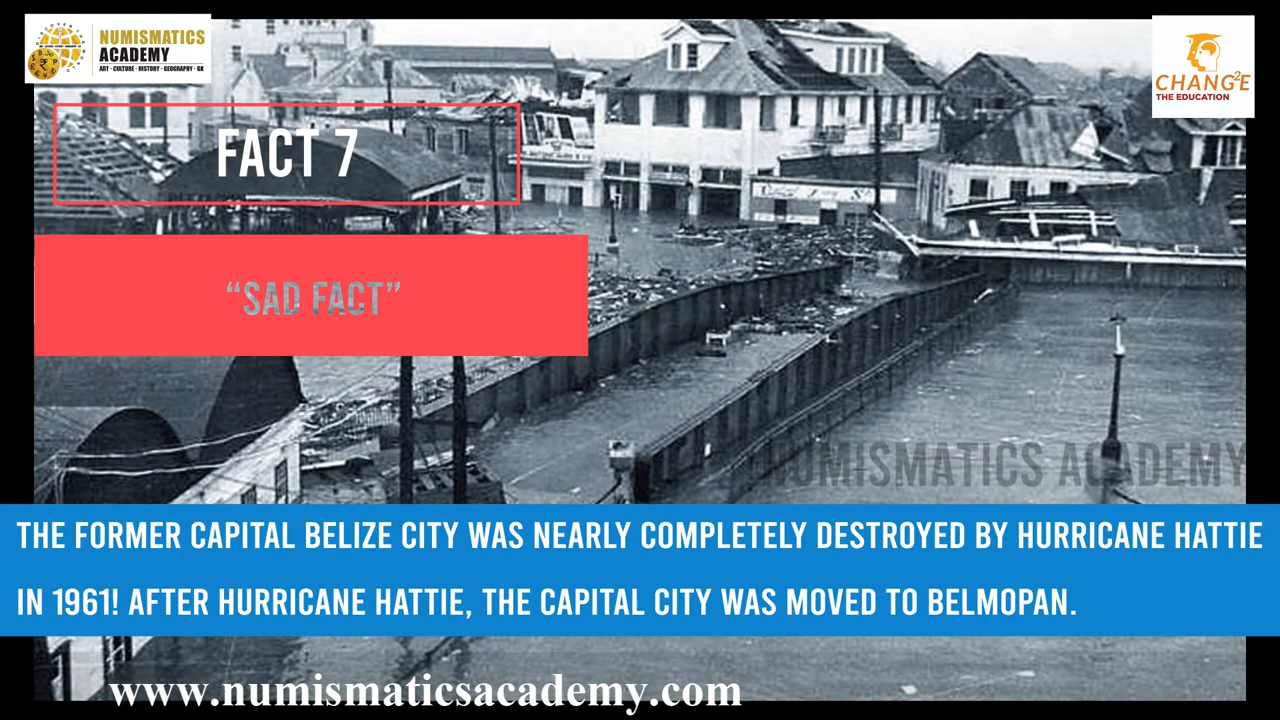 NUMISMATICS
ACADEMY
ART - CULTURE - HISTORY - GEOGRAPHY - GK
CHANG2E
THE EDUCATION
FACT 7
“SAD FACT”
NUMISMATICS ACADEMY
THE FORMER CAPITAL BELIZE CITY WAS NEARLY COMPLETELY DESTROYED BY HURRICANE HATTIE
IN 1961! AFTER HURRICANE HATTIE, THE CAPITAL CITY WAS MOVED TO BELMOPAN.
www.numismaticsacademy.com